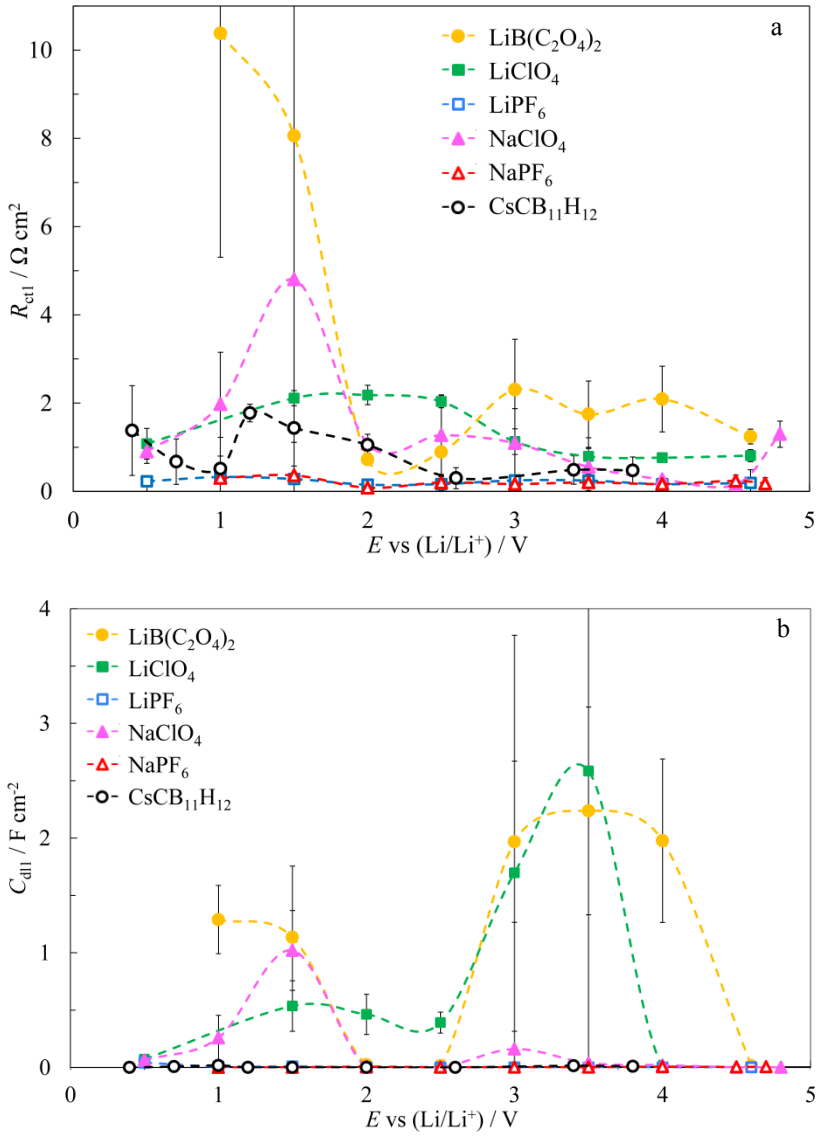 a
10
8
6
4
2
0
R_ct1 / Ω cm²
LiB(C₂O₄)₂
LiClO₄
LiPF₆
NaClO₄
NaPF₆
CsCB₁₁H₁₂
0 1 2 3 4 5
E vs (Li/Li⁺) / V
b
4
3
2
1
0
C_dl1 / F cm⁻²
LiB(C₂O₄)₂
LiClO₄
LiPF₆
NaClO₄
NaPF₆
CsCB₁₁H₁₂
0 1 2 3 4 5
E vs (Li/Li⁺) / V